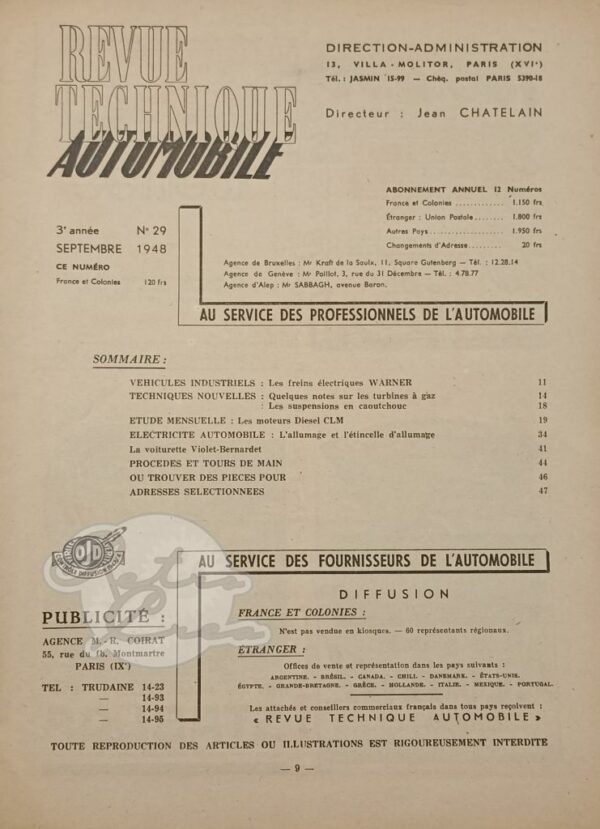 REVUE
TECHNIQUE
AUTOMOBILE
DIRECTION-ADMINISTRATION
13, VILLA-MOLITOR, PARIS (XVIe)
Tél. : JASMIN 15-99 — Chèq. postal PARIS 5390-18
Directeur : Jean CHATELAIN
3e année N° 29
SEPTEMBRE 1948
CE NUMÉRO
France et Colonies 120 frs
ABONNEMENT ANNUEL 12 Numéros
France et Colonies ............. 1.150 frs
Étranger : Union Postale........ 1.800 frs
Autres Pays.................. 1.950 frs
Changements d'Adresse......... 20 frs
Agence de Bruxelles : Mr Kraft de la Saulx, 11, Square Gutenberg — Tél. : 12.28.14
Agence de Genève : Mr Paillot, 3, rue du 31 Décembre — Tél. : 4.78.77
Agence d'Alep : Mr SABBAGH, avenue Baron.
AU SERVICE DES PROFESSIONNELS DE L'AUTOMOBILE
SOMMAIRE :
VEHICULES INDUSTRIELS : Les freins électriques WARNER 11
TECHNIQUES NOUVELLES : Quelques notes sur les turbines à gaz 14
: Les suspensions en caoutchouc 18
ETUDE MENSUELLE : Les moteurs Diesel CLM 19
ELECTRICITE AUTOMOBILE : L'allumage et l'étincelle d'allumage 34
La voiturette Violet-Bernardet 41
PROCEDES ET TOURS DE MAIN 44
OU TROUVER DES PIECES POUR 46
ADRESSES SELECTIONNEES 47
OJD
CONTROLE DIFFUSION
AU SERVICE DES FOURNISSEURS DE L'AUTOMOBILE
PUBLICITÉ :
AGENCE M.-R. COIRAT
55, rue du Fb. Montmartre
PARIS (IXe)
TEL : TRUDAINE 14-23
— 14-93
— 14-94
— 14-95
DIFFUSION
FRANCE ET COLONIES :
N'est pas vendue en kiosques. — 60 représentants régionaux.
ETRANGER :
Offices de vente et représentation dans les pays suivants :
ARGENTINE. - BRÉSIL. - CANADA. - CHILI. - DANEMARK. - ÉTATS-UNIS.
ÉGYPTE. - GRANDE-BRETAGNE. - GRÈCE. - HOLLANDE. - ITALIE. - MEXIQUE. - PORTUGAL.
Les attachés et conseillers commerciaux français dans tous pays reçoivent :
« REVUE TECHNIQUE AUTOMOBILE »
TOUTE REPRODUCTION DES ARTICLES OU ILLUSTRATIONS EST RIGOUREUSEMENT INTERDITE
— 9 —